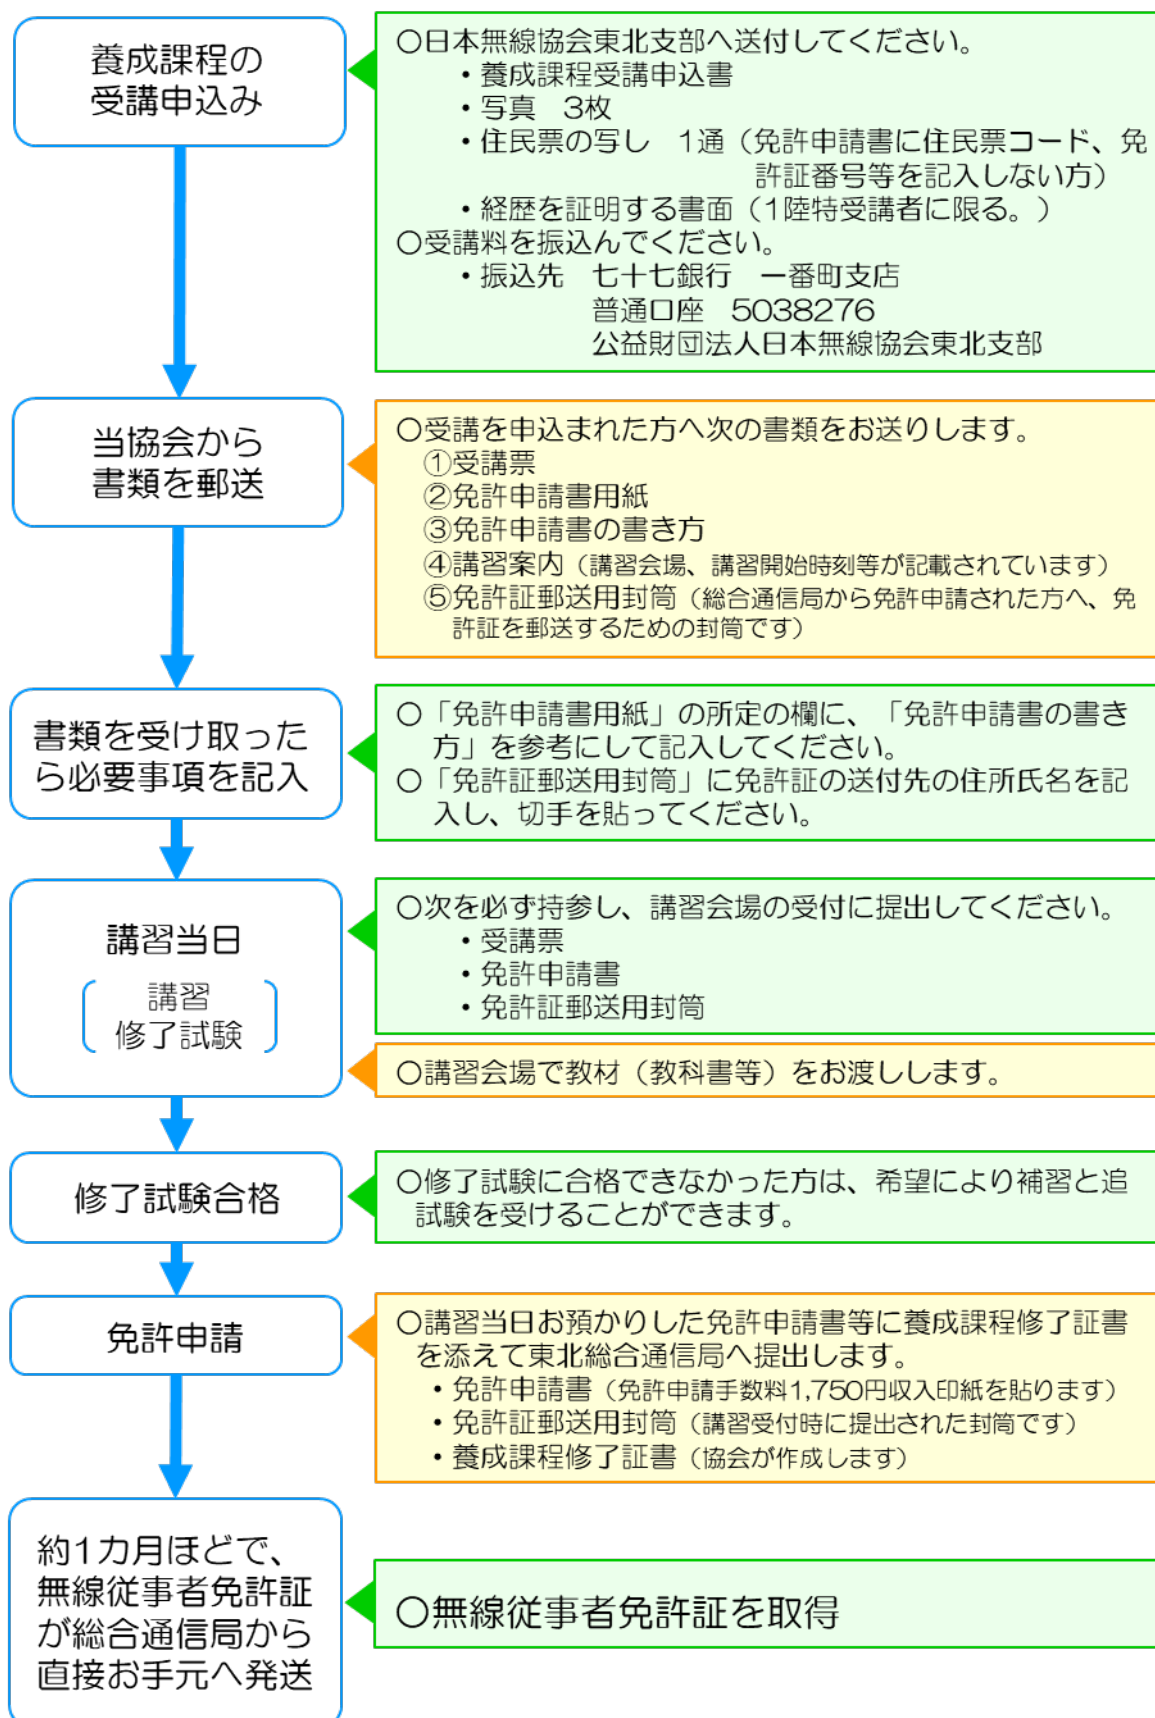 養成課程の
受講申込み
○日本無線協会東北支部へ送付してください。
・養成課程受講申込書
・写真　3枚
・住民票の写し　1通（免許申請書に住民票コード、免
許証番号等を記入しない方）
・経歴を証明する書面（1陸特受講者に限る。）
○受講料を振込んでください。
・振込先　七十七銀行　一番町支店
普通口座　5038276
公益財団法人日本無線協会東北支部
当協会から
書類を郵送
○受講を申込まれた方へ次の書類をお送りします。
①受講票
②免許申請書用紙
③免許申請書の書き方
④講習案内（講習会場、講習開始時刻等が記載されています）
⑤免許証郵送用封筒（総合通信局から免許申請された方へ、免
許証を郵送するための封筒です）
書類を受け取った
ら必要事項を記入
○「免許申請書用紙」の所定の欄に、「免許申請書の書き
方」を参考にして記入してください。
○「免許証郵送用封筒」に免許証の送付先の住所氏名を記
入し、切手を貼ってください。
講習当日
講習
修了試験
○次を必ず持参し、講習会場の受付に提出してください。
・受講票
・免許申請書
・免許証郵送用封筒
○講習会場で教材（教科書等）をお渡しします。
修了試験合格
○修了試験に合格できなかった方は、希望により補習と追
試験を受けることができます。
免許申請
○講習当日お預かりした免許申請書等に養成課程修了証書
を添えて東北総合通信局へ提出します。
・免許申請書（免許申請手数料1,750円収入印紙を貼ります）
・免許証郵送用封筒（講習受付時に提出された封筒です）
・養成課程修了証書（協会が作成します）
約1カ月ほどで、
無線従事者免許証
が総合通信局から
直接お手元へ発送
○無線従事者免許証を取得